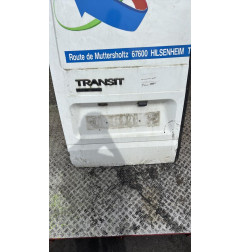 Route de Muttersholtz 67600 HILSENHEIM T
TRANSIT